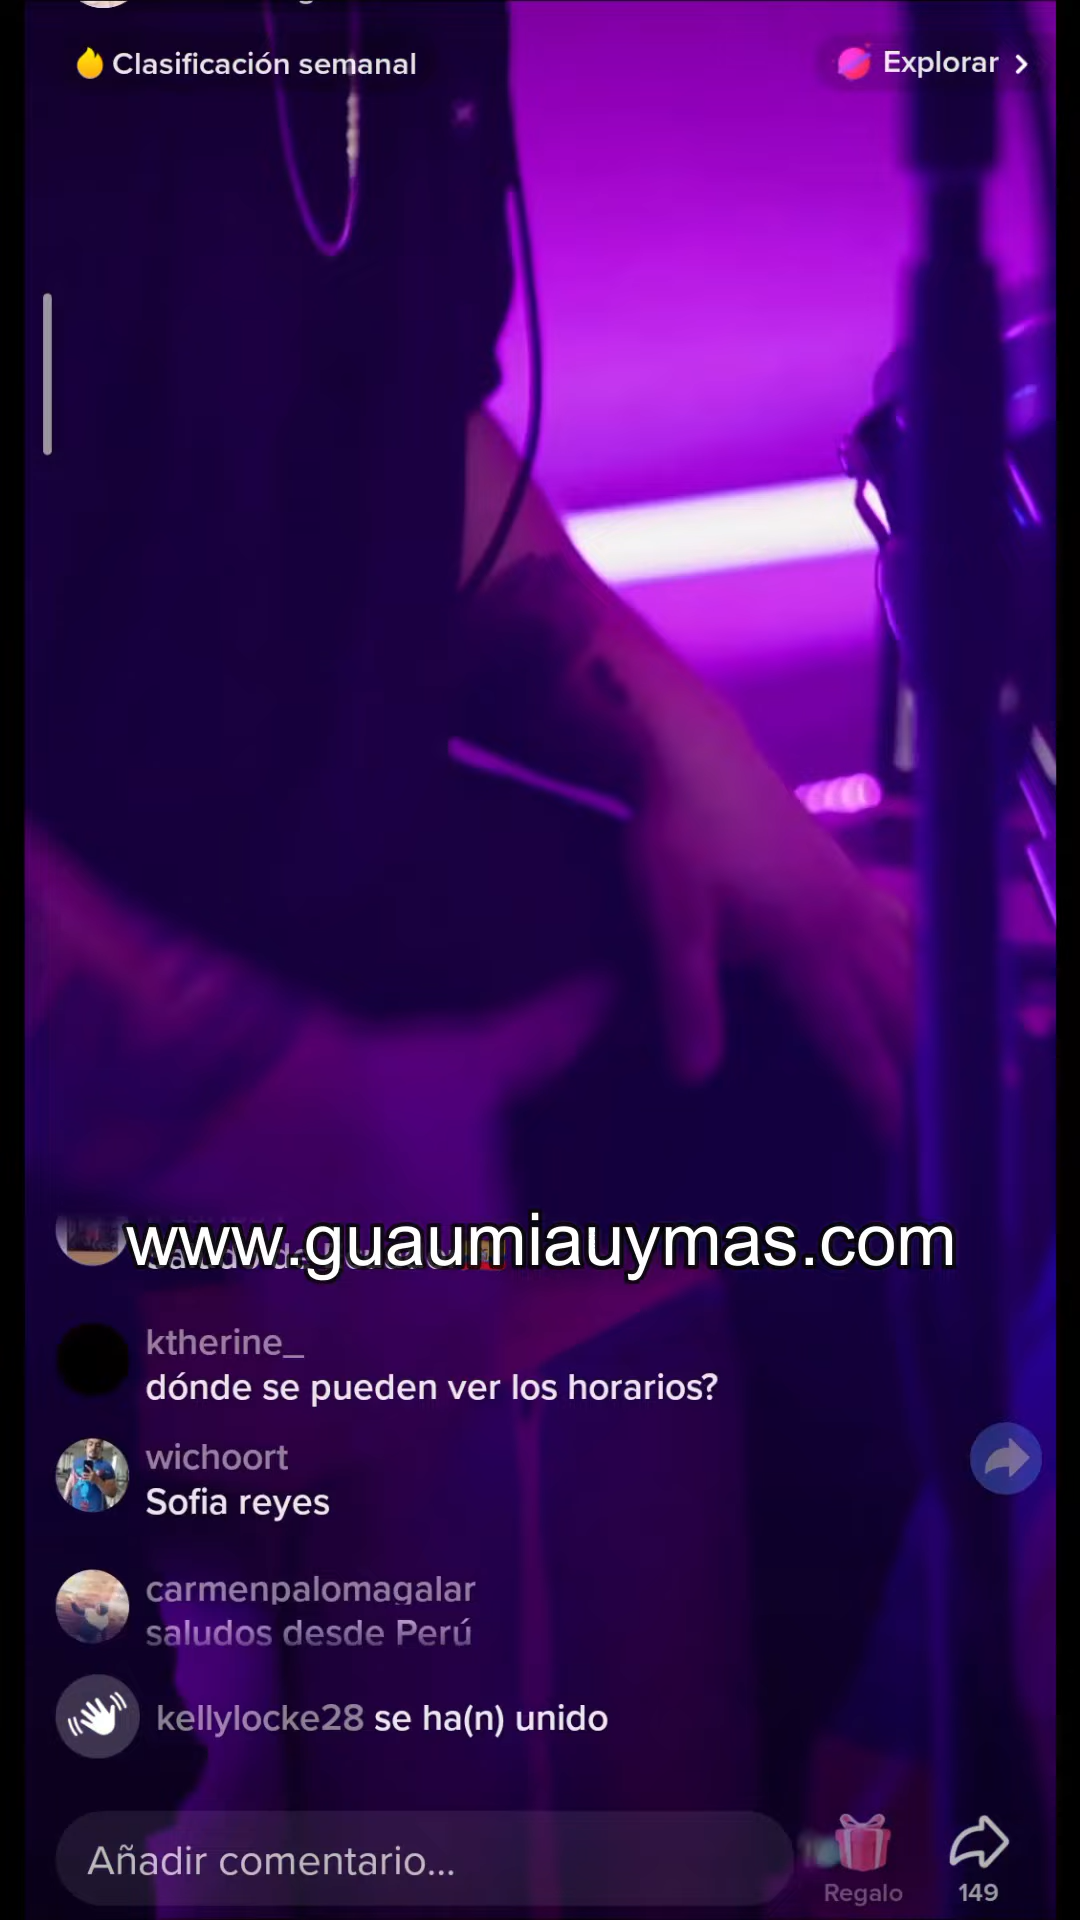 Clasificación semanal
Explorar
www.guaumiauymas.com
ktherine_
dónde se pueden ver los horarios?
wichoort
Sofia reyes
carmenpalomagalar
saludos desde Perú
kellylocke28 se ha(n) unido
Añadir comentario...
Regalo
149